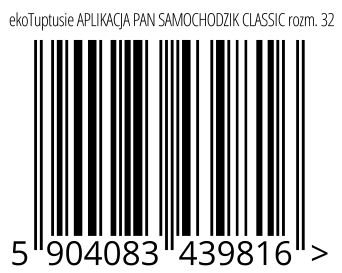 ekoTuptusie APLIKACJA PAN SAMOCHODZIK CLASSIC rozm. 32
5 904083 439816 >